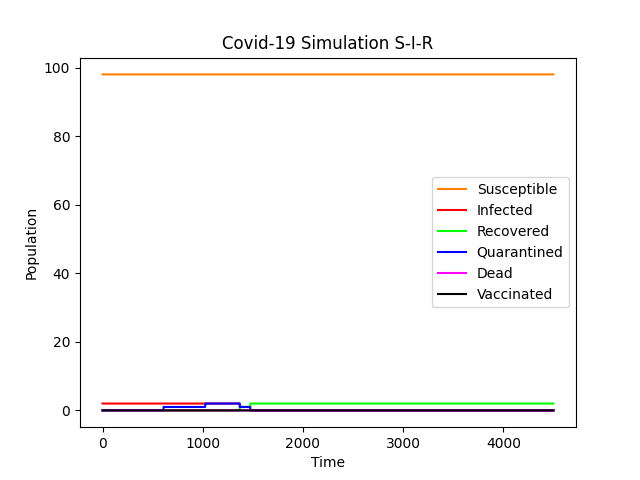 Covid-19 Simulation S-I-R
100
80
60
40
20
0
Population
Susceptible
Infected
Recovered
Quarantined
Dead
Vaccinated
0 1000 2000 3000 4000
Time